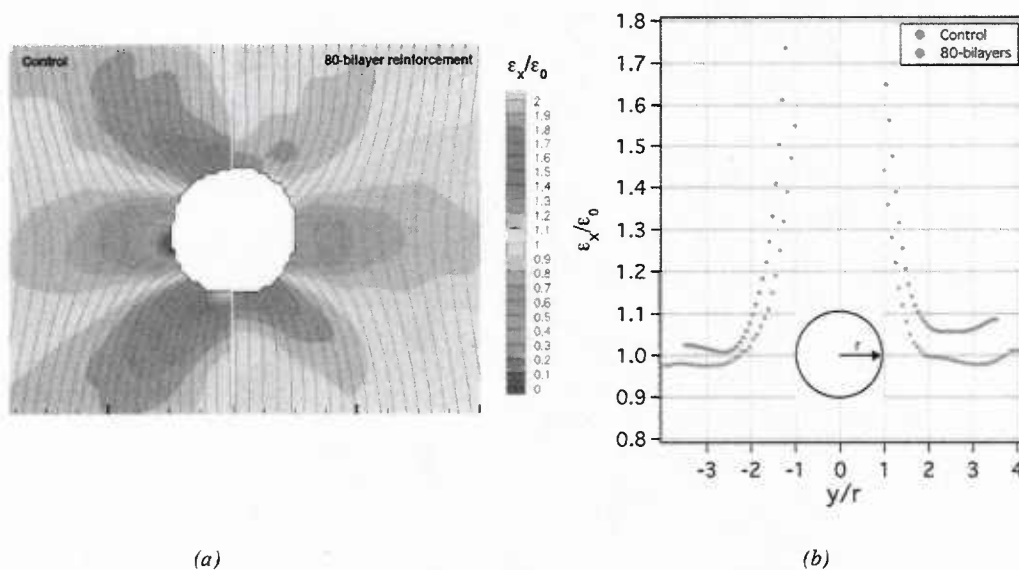 Control
80-bilayer reinforcement
εx/ε0
2
1.9
1.8
1.7
1.6
1.5
1.4
1.3
1.2
1.1
1
0.9
0.8
0.7
0.6
0.5
0.4
0.3
0.2
0.1
0
(a)
1.8
1.7
1.6
1.5
1.4
1.3
1.2
1.1
1.0
0.9
0.8
εx/ε0
Control
80-bilayers
r
-3 -2 -1 0 1 2 3 4
y/r
(b)